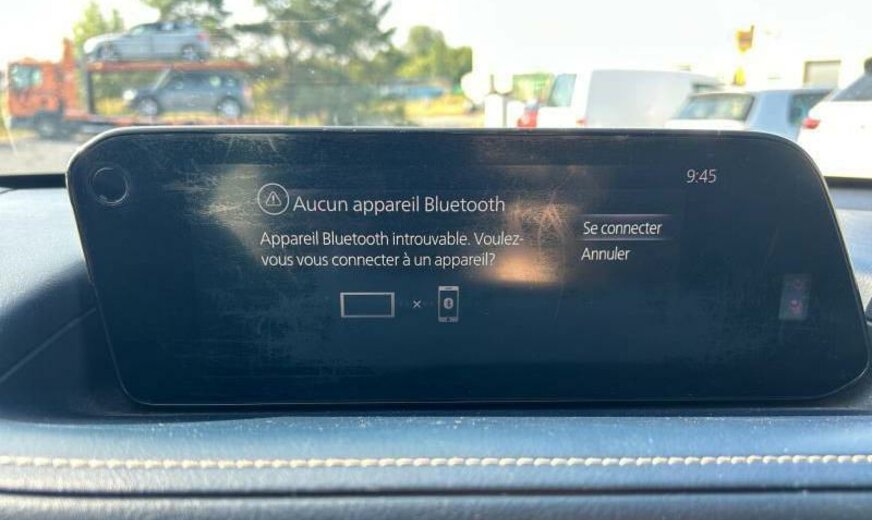 9:45
Aucun appareil Bluetooth
Appareil Bluetooth introuvable. Voulez-
vous vous connecter à un appareil?
Se connecter
Annuler